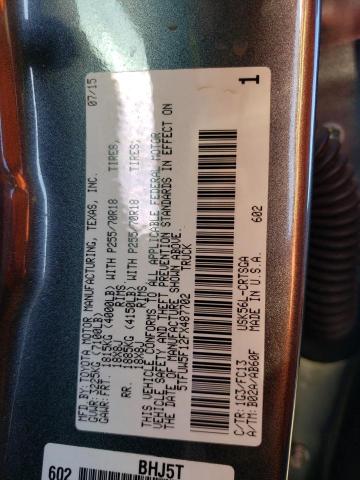 07/15
1
MFD.BY:TOYOTA MOTOR MANUFACTURING, TEXAS, INC.
GVWR: 3225KG(7100LB)
GAWR: FRT. 1815KG (4000LB) WITH P255/70R18 TIRES,
18X8J RIMS,
RR. 1885KG (4150LB) WITH P255/70R18 TIRES,
18X8J RIMS,
THIS VEHICLE CONFORMS TO ALL APPLICABLE FEDERAL MOTOR
VEHICLE SAFETY AND THEFT PREVENTION STANDARDS IN EFFECT ON
THE DATE OF MANUFACTURE SHOWN ABOVE.
5TFUW5F12FX487702 TRUCK
602
C/TR: 1G3/FC13 USK56L-CRTSGA
A/TM: B02A/AB60F MADE IN U.S.A.
602 BHJ5T